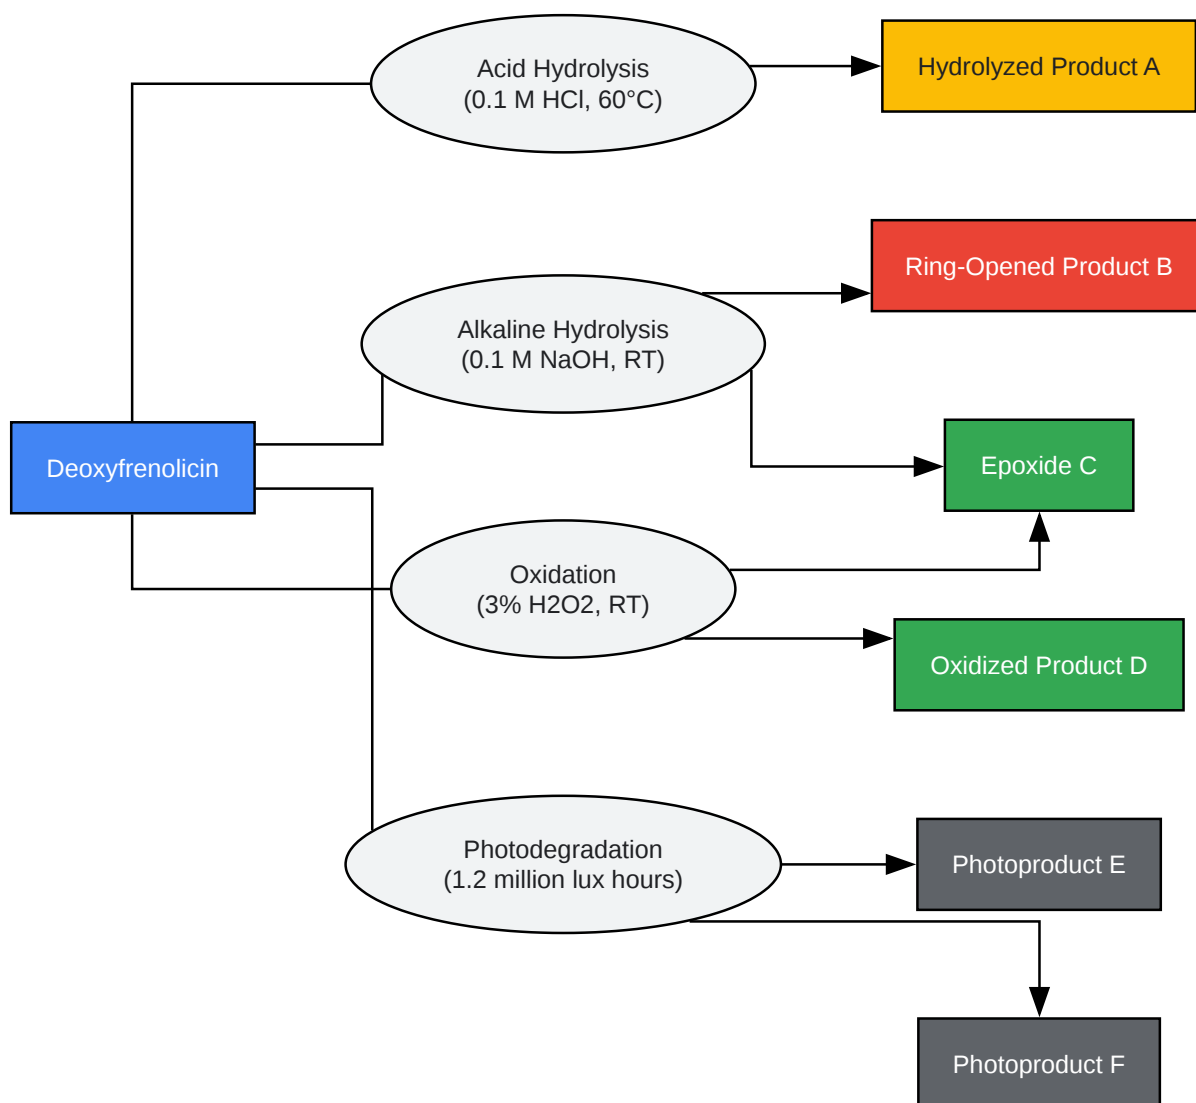 Acid Hydrolysis
(0.1 M HCl, 60°C)
Hydrolyzed Product A
Ring-Opened Product B
Alkaline Hydrolysis
(0.1 M NaOH, RT)
Deoxyfrenolicin
Epoxide C
Oxidation
(3% H2O2, RT)
Oxidized Product D
Photodegradation
(1.2 million lux hours)
Photoproduct E
Photoproduct F